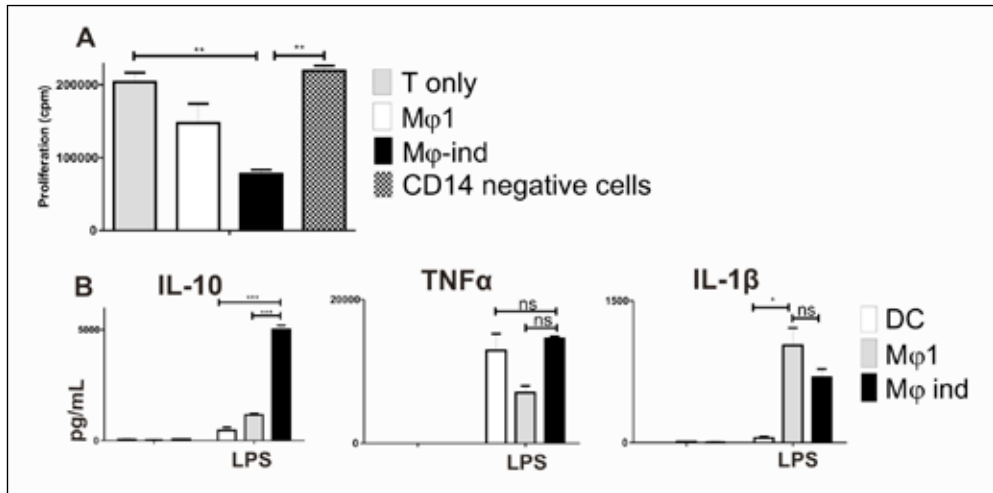 A
**
**
Proliferation (cpm)
200000
100000
0
T only
Mφ1
Mφ-ind
CD14 negative cells
B
IL-10
TNFα
IL-1β
pg/mL
5000
0
***
***
LPS
20000
0
ns
ns
LPS
1500
0
*
ns
LPS
DC
Mφ1
Mφ ind